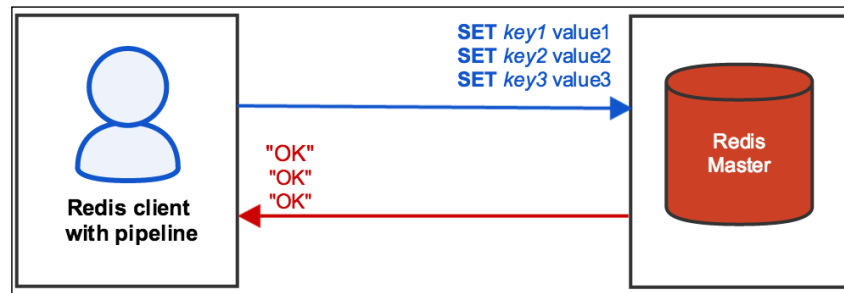 SET key1 value1
SET key2 value2
SET key3 value3
"OK"
"OK"
"OK"
Redis client
with pipeline
Redis
Master